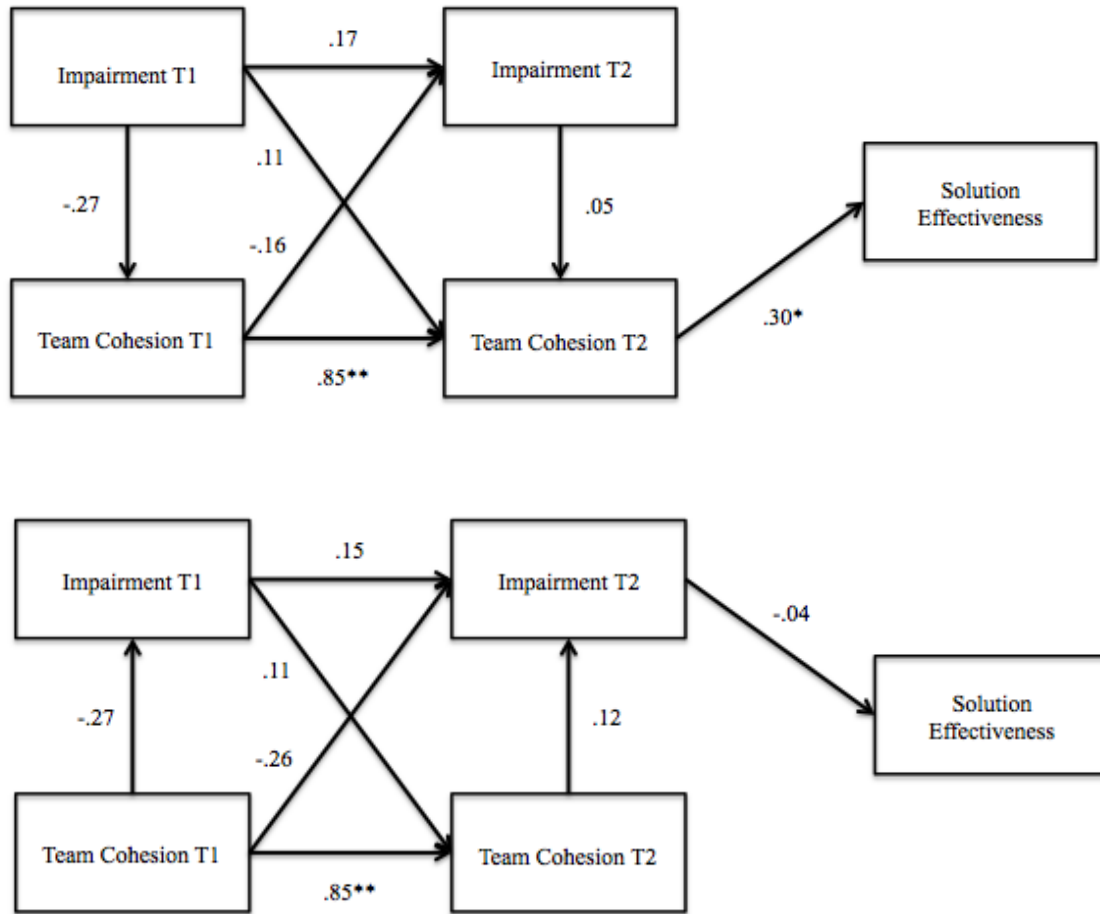 .17
Impairment T1
Impairment T2
.11
-.27
.05
Solution
Effectiveness
-.16
.30*
Team Cohesion T1
Team Cohesion T2
.85**
.15
Impairment T1
Impairment T2
-.04
.11
-.27
.12
Solution
Effectiveness
-.26
Team Cohesion T1
Team Cohesion T2
.85**